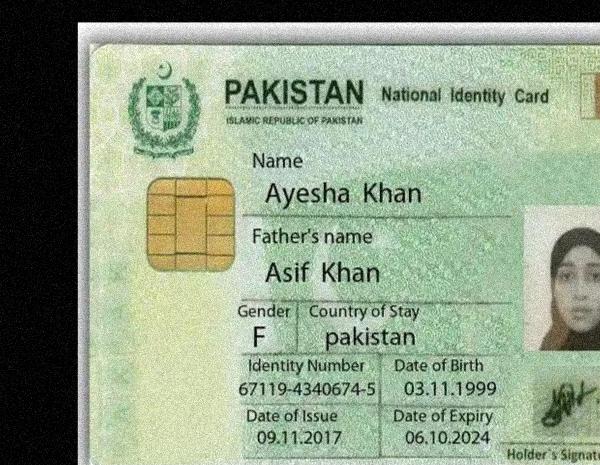 PAKISTAN National Identity Card
ISLAMIC REPUBLIC OF PAKISTAN
Name
Ayesha Khan
Father's name
Asif Khan
Gender Country of Stay
F pakistan
Identity Number Date of Birth
67119-4340674-5 03.11.1999
Date of Issue Date of Expiry
09.11.2017 06.10.2024
Holder's